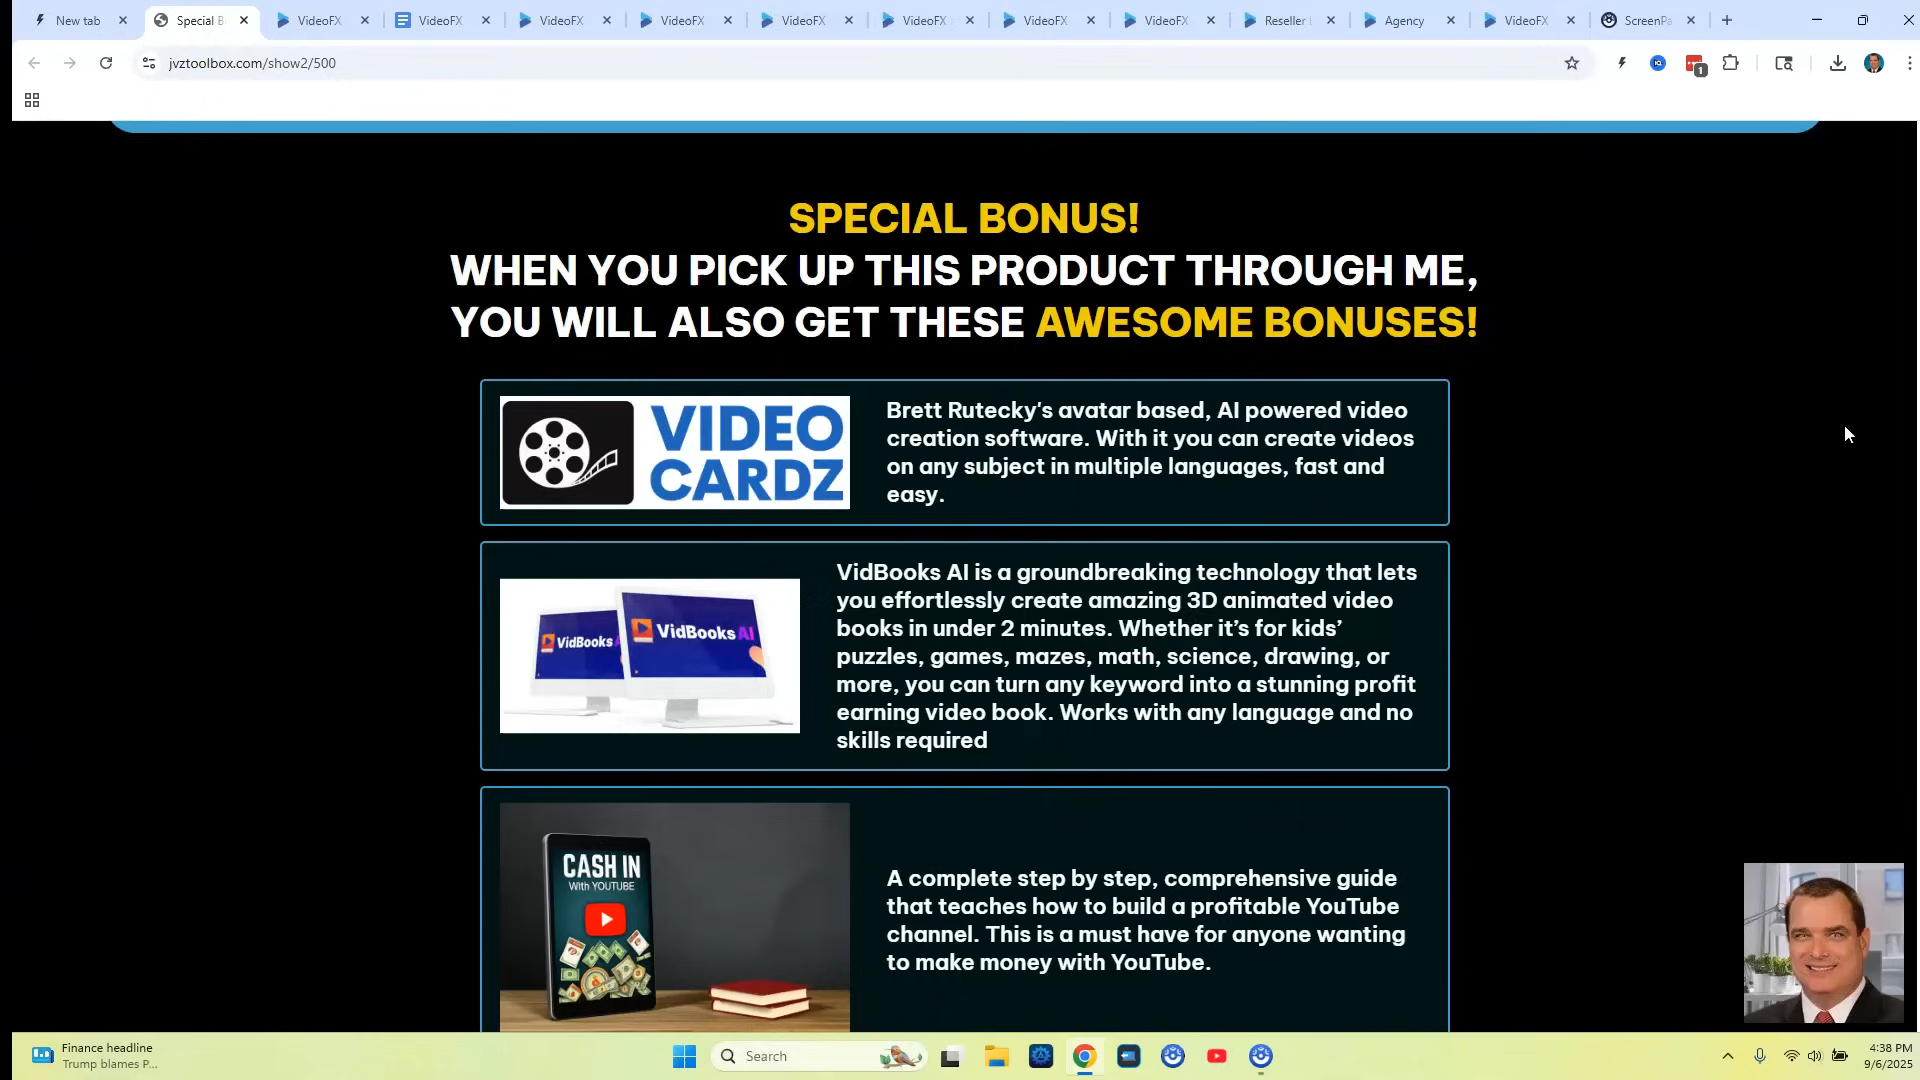 New tab
Special B
VideoFX
VideoFX
VideoFX
VideoFX
VideoFX
VideoFX
VideoFX
VideoFX
Reseller
Agency
VideoFX
ScreenPa
jvztoolbox.com/show2/500
1
SPECIAL BONUS!
WHEN YOU PICK UP THIS PRODUCT THROUGH ME,
YOU WILL ALSO GET THESE AWESOME BONUSES!
VIDEO
CARDZ
Brett Rutecky's avatar based, AI powered video
creation software. With it you can create videos
on any subject in multiple languages, fast and
easy.
VidBooks
VidBooks AI
VidBooks AI is a groundbreaking technology that lets
you effortlessly create amazing 3D animated video
books in under 2 minutes. Whether it’s for kids’
puzzles, games, mazes, math, science, drawing, or
more, you can turn any keyword into a stunning profit
earning video book. Works with any language and no
skills required
CASH IN
With YOUTUBE
A complete step by step, comprehensive guide
that teaches how to build a profitable YouTube
channel. This is a must have for anyone wanting
to make money with YouTube.
Finance headline
Trump blames P...
Search
4:38 PM
9/6/2025